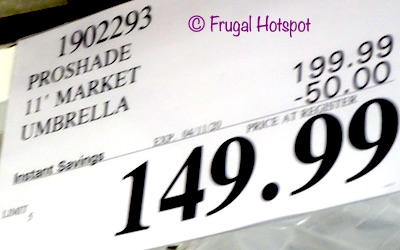 © Frugal Hotspot
1902293
PROSHADE
11' MARKET
UMBRELLA
199.99
-50.00
EXP. 04/11/20
PRICE AT REGISTER
Instant Savings
149.99
LIMIT
5